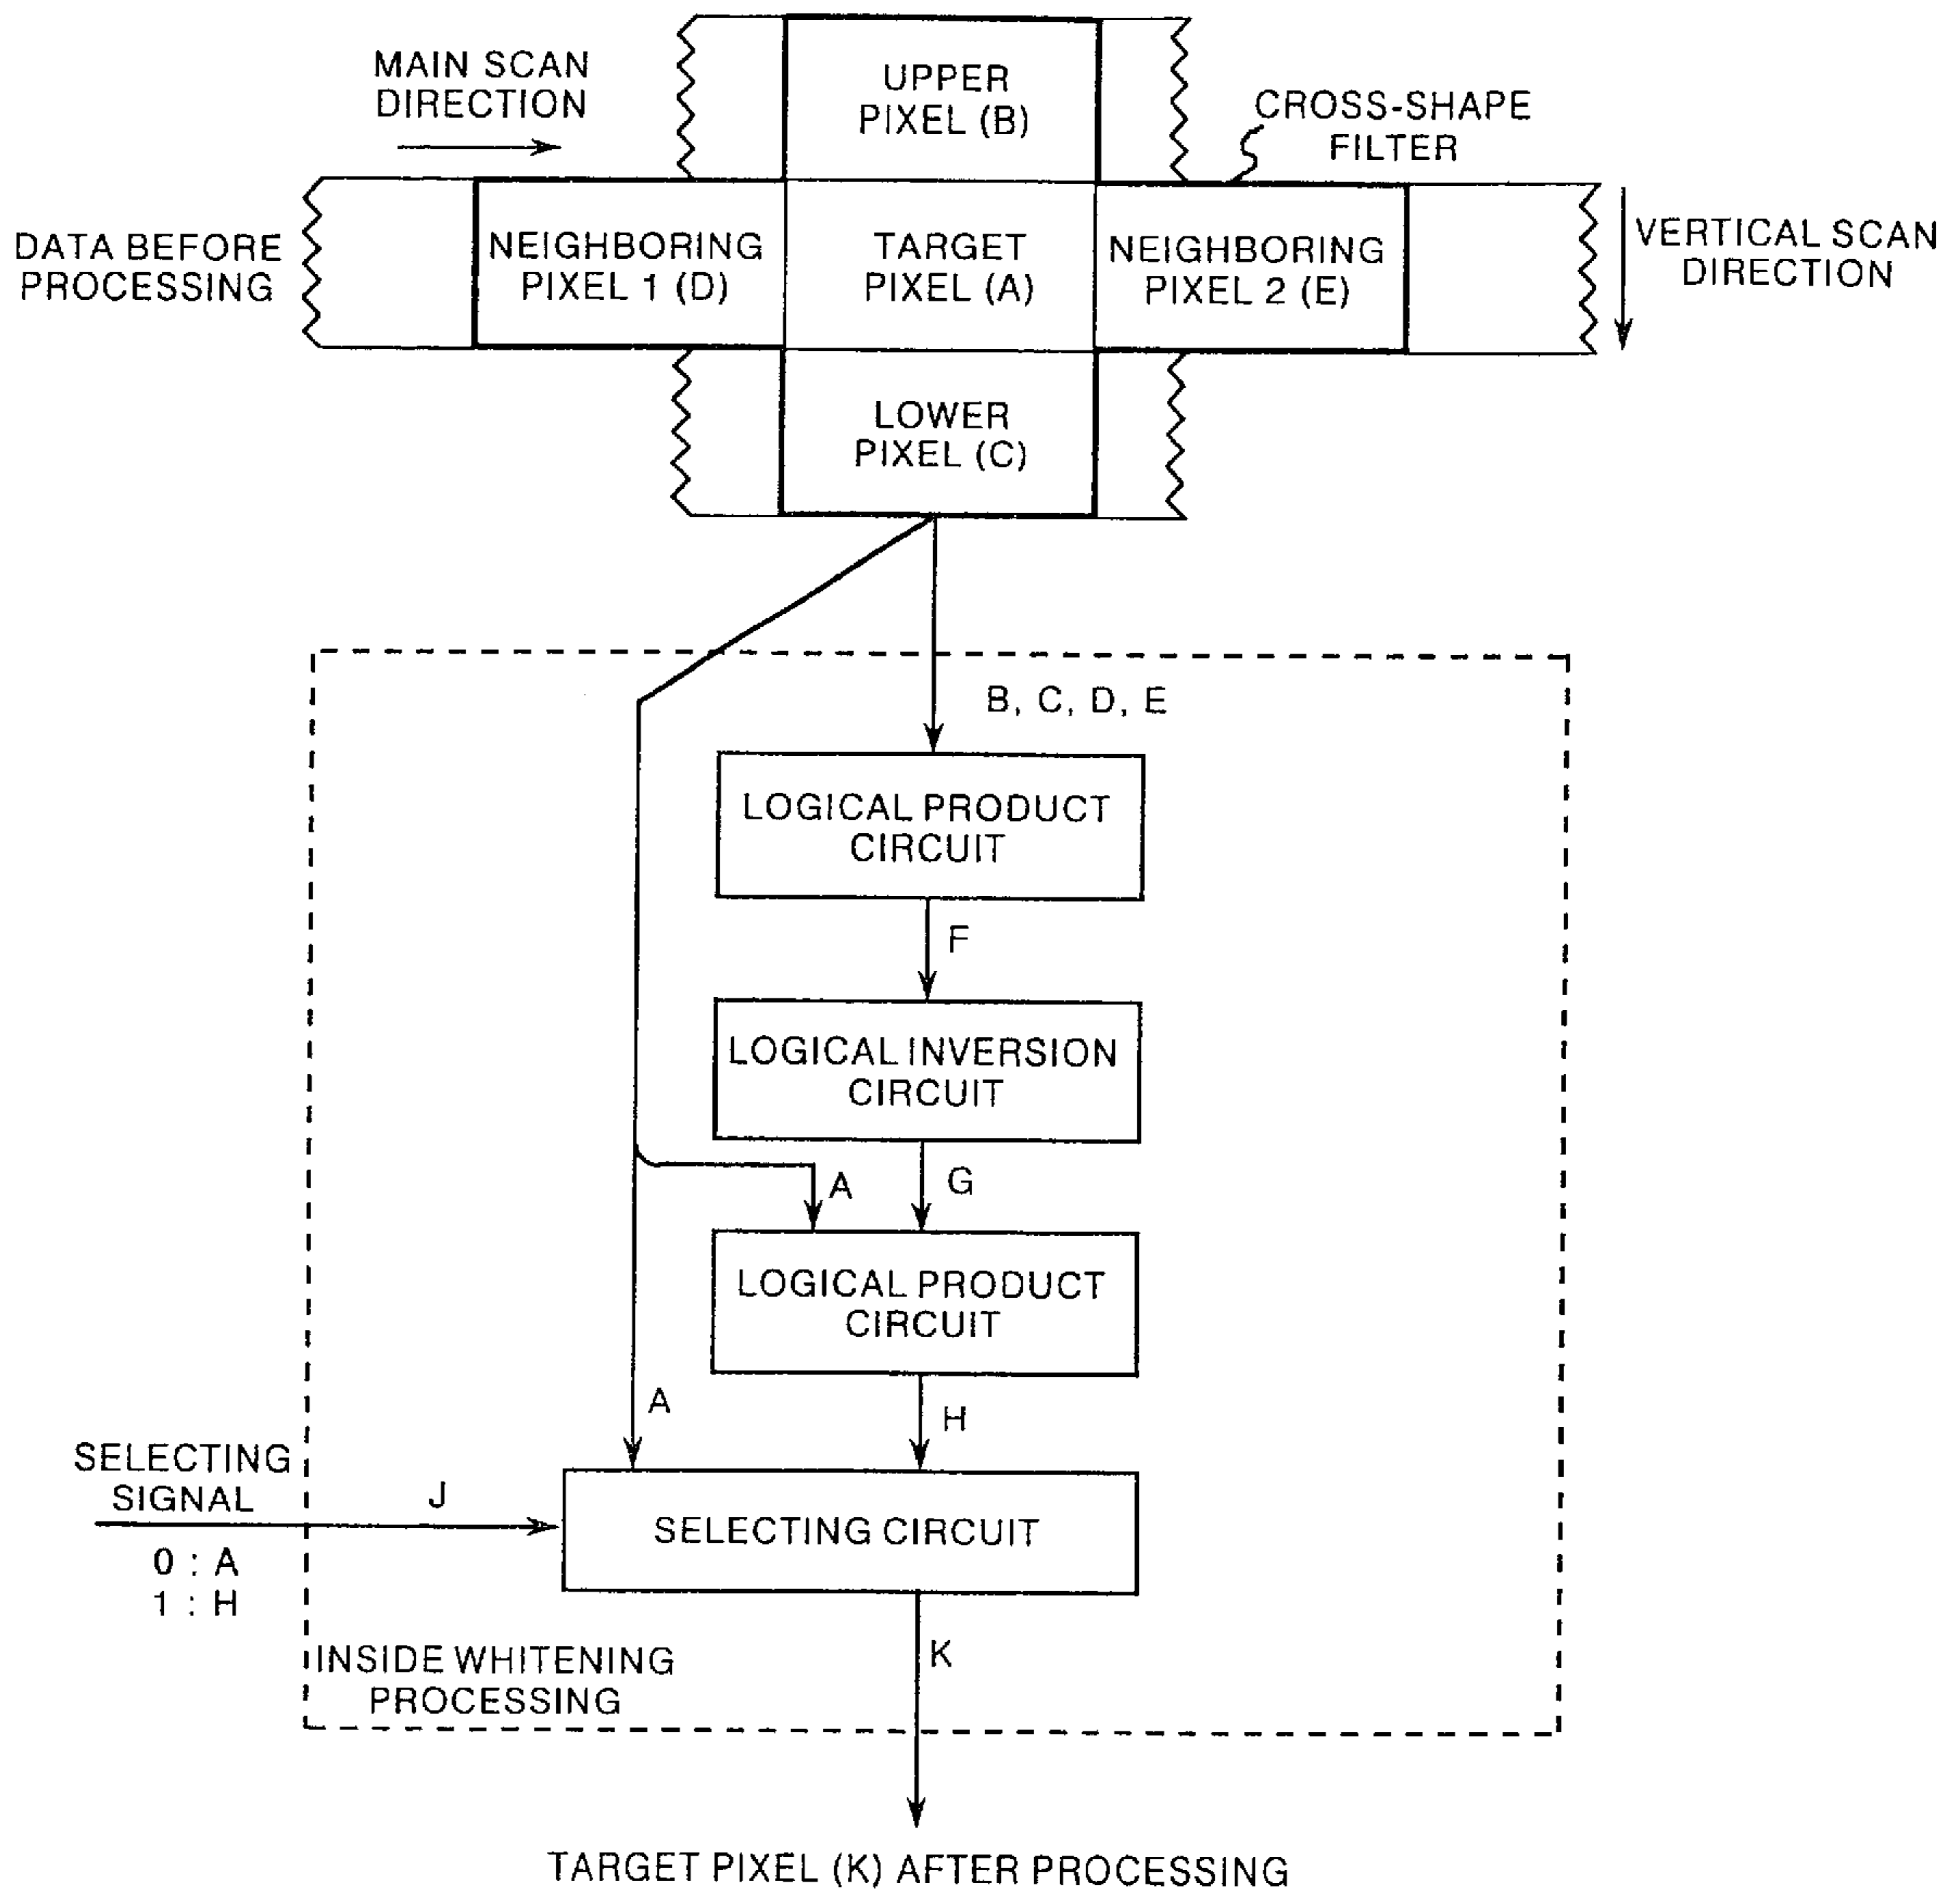 MAIN SCAN
DIRECTION
UPPER
PIXEL (B)
CROSS-SHAPE
FILTER
DATA BEFORE
PROCESSING
NEIGHBORING
PIXEL 1 (D)
TARGET
PIXEL (A)
NEIGHBORING
PIXEL 2 (E)
VERTICAL SCAN
DIRECTION
LOWER
PIXEL (C)
B, C, D, E
LOGICAL PRODUCT
CIRCUIT
F
LOGICAL INVERSION
CIRCUIT
A
G
LOGICAL PRODUCT
CIRCUIT
A
H
SELECTING
SIGNAL
J
0 : A
1 : H
SELECTING CIRCUIT
INSIDE WHITENING
PROCESSING
K
TARGET PIXEL (K) AFTER PROCESSING